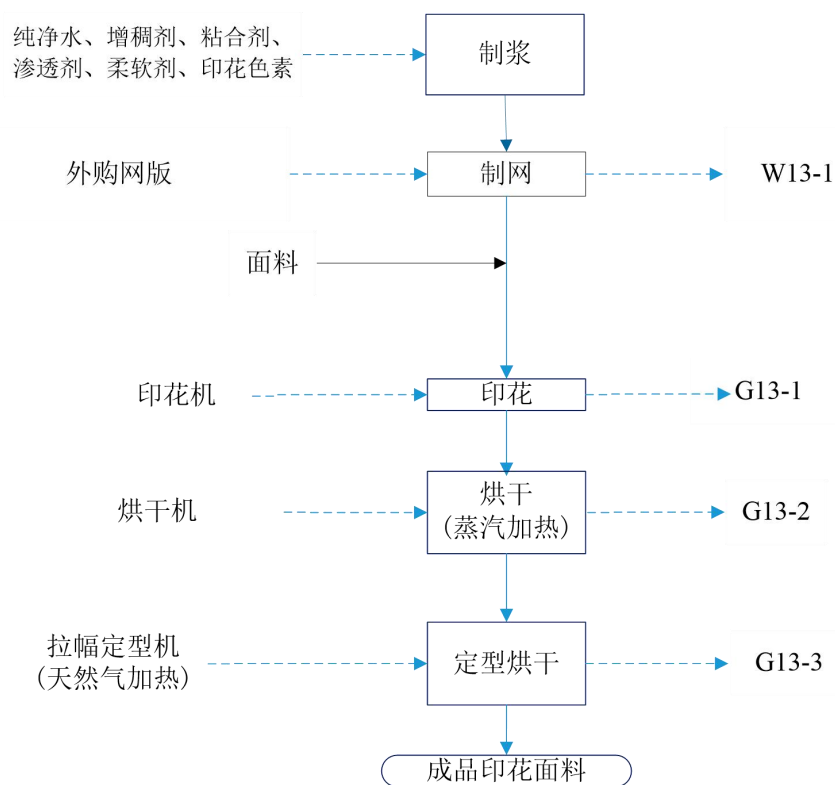 纯净水、增稠剂、粘合剂、
渗透剂、柔软剂、印花色素
制浆
外购网版
制网
W13-1
面料
印花机
印花
G13-1
烘干机
烘干
(蒸汽加热)
G13-2
拉幅定型机
(天然气加热)
定型烘干
G13-3
成品印花面料